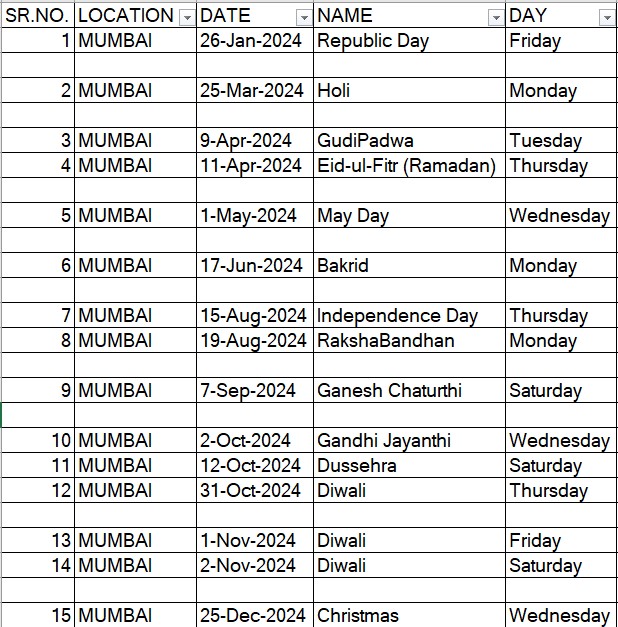 SR.NO. LOCATION DATE NAME DAY
1 MUMBAI 26-Jan-2024 Republic Day Friday
2 MUMBAI 25-Mar-2024 Holi Monday
3 MUMBAI 9-Apr-2024 GudiPadwa Tuesday
4 MUMBAI 11-Apr-2024 Eid-ul-Fitr (Ramadan) Thursday
5 MUMBAI 1-May-2024 May Day Wednesday
6 MUMBAI 17-Jun-2024 Bakrid Monday
7 MUMBAI 15-Aug-2024 Independence Day Thursday
8 MUMBAI 19-Aug-2024 RakshaBandhan Monday
9 MUMBAI 7-Sep-2024 Ganesh Chaturthi Saturday
10 MUMBAI 2-Oct-2024 Gandhi Jayanthi Wednesday
11 MUMBAI 12-Oct-2024 Dussehra Saturday
12 MUMBAI 31-Oct-2024 Diwali Thursday
13 MUMBAI 1-Nov-2024 Diwali Friday
14 MUMBAI 2-Nov-2024 Diwali Saturday
15 MUMBAI 25-Dec-2024 Christmas Wednesday